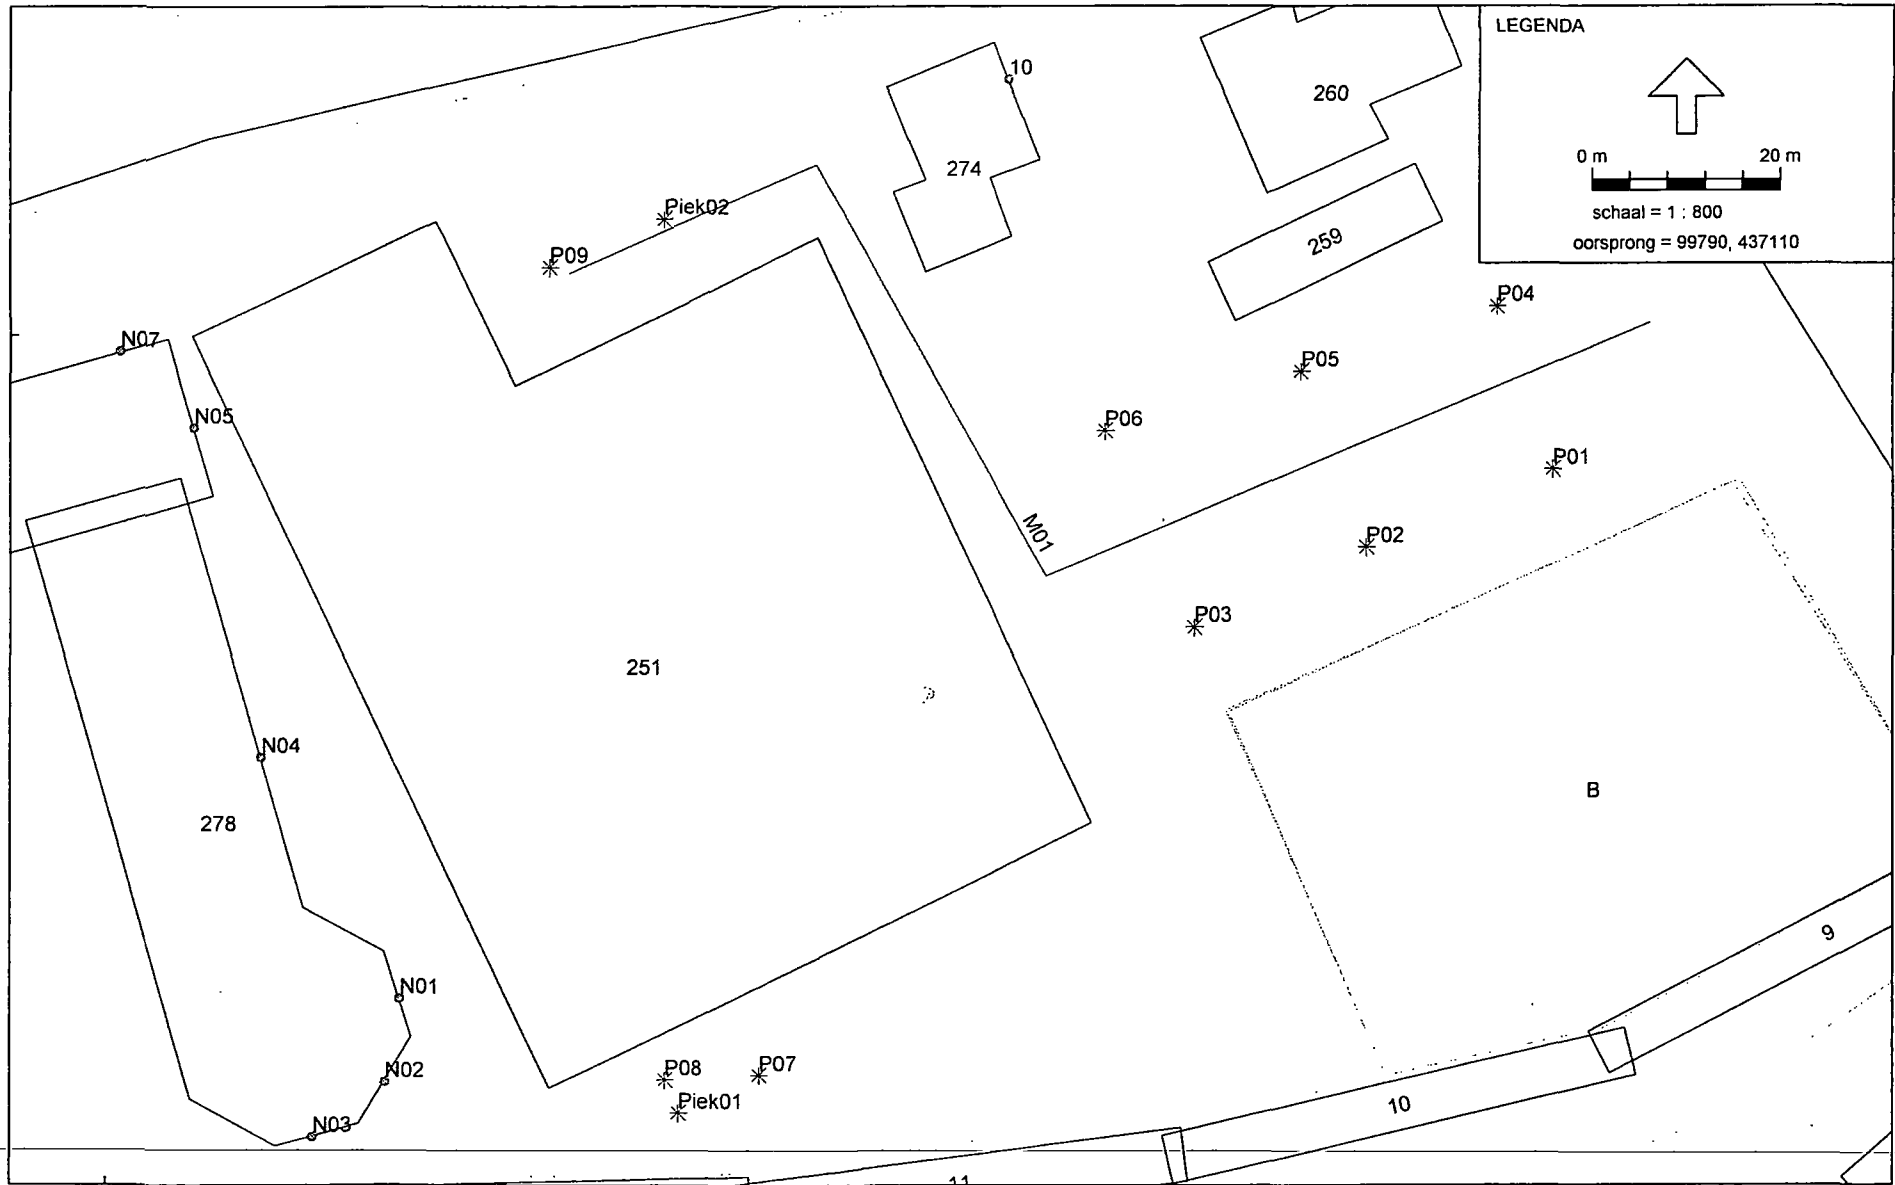 LEGENDA
10
260
0 m 20 m
274
Piek02
schaal = 1 : 800
259
oorsprong = 99790, 437110
P09
P04
N07
P05
N05
P06
P01
M01
P02
P03
251
N04
B
278
9
N01
P08
P07
N02
Piek01
10
N03
11